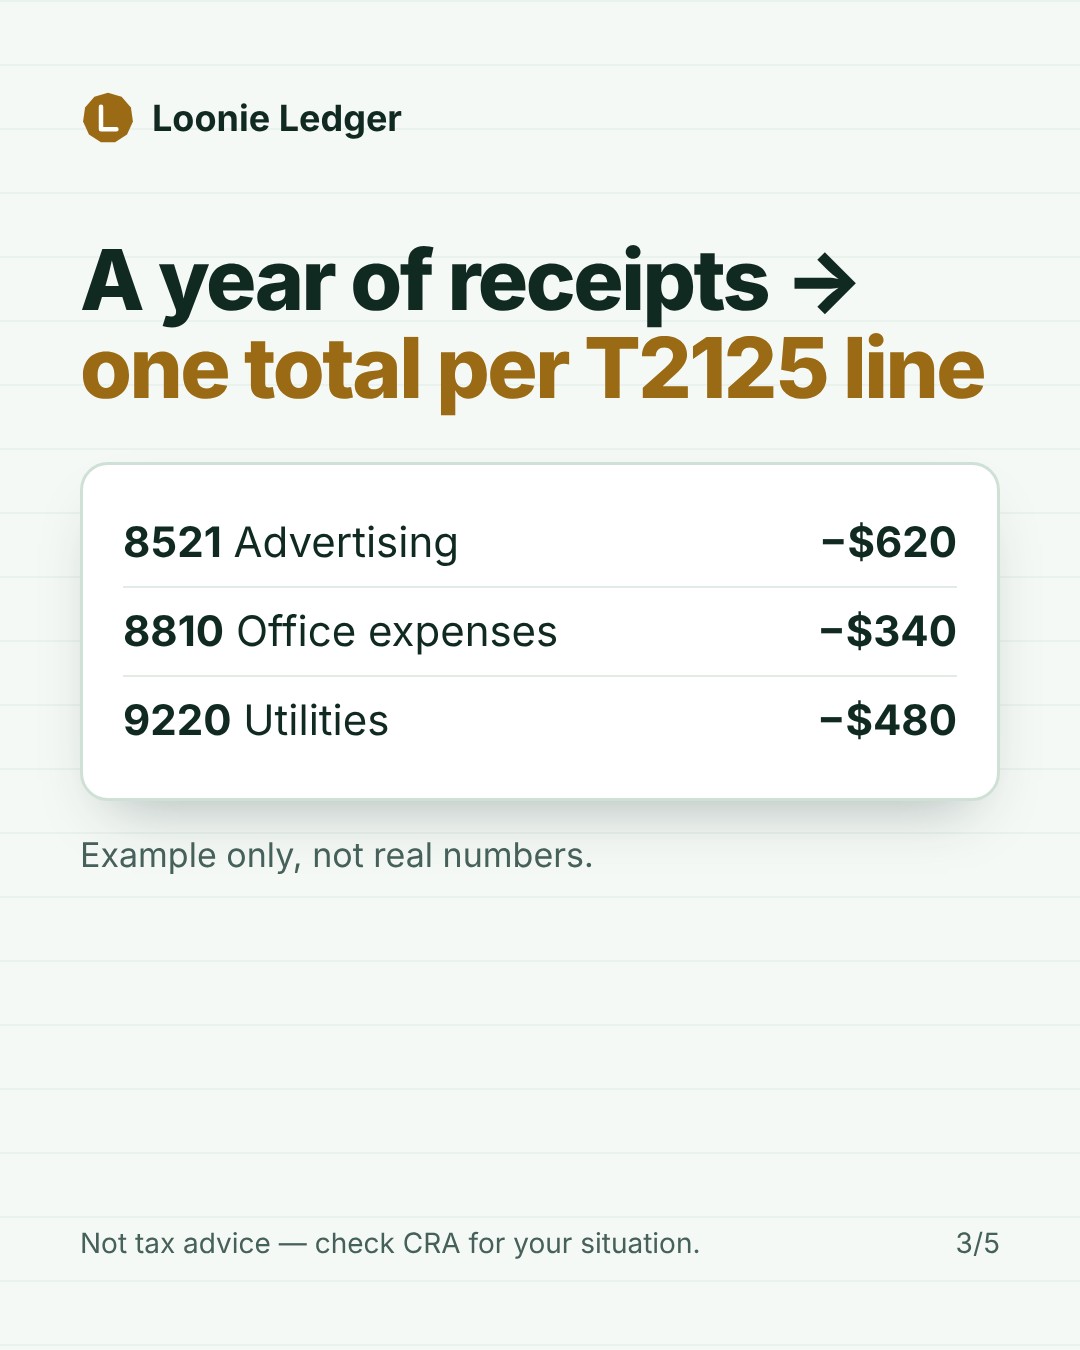 L Loonie Ledger
A year of receipts →
one total per T2125 line
8521 Advertising −$620
8810 Office expenses −$340
9220 Utilities −$480
Example only, not real numbers.
Not tax advice — check CRA for your situation. 3/5